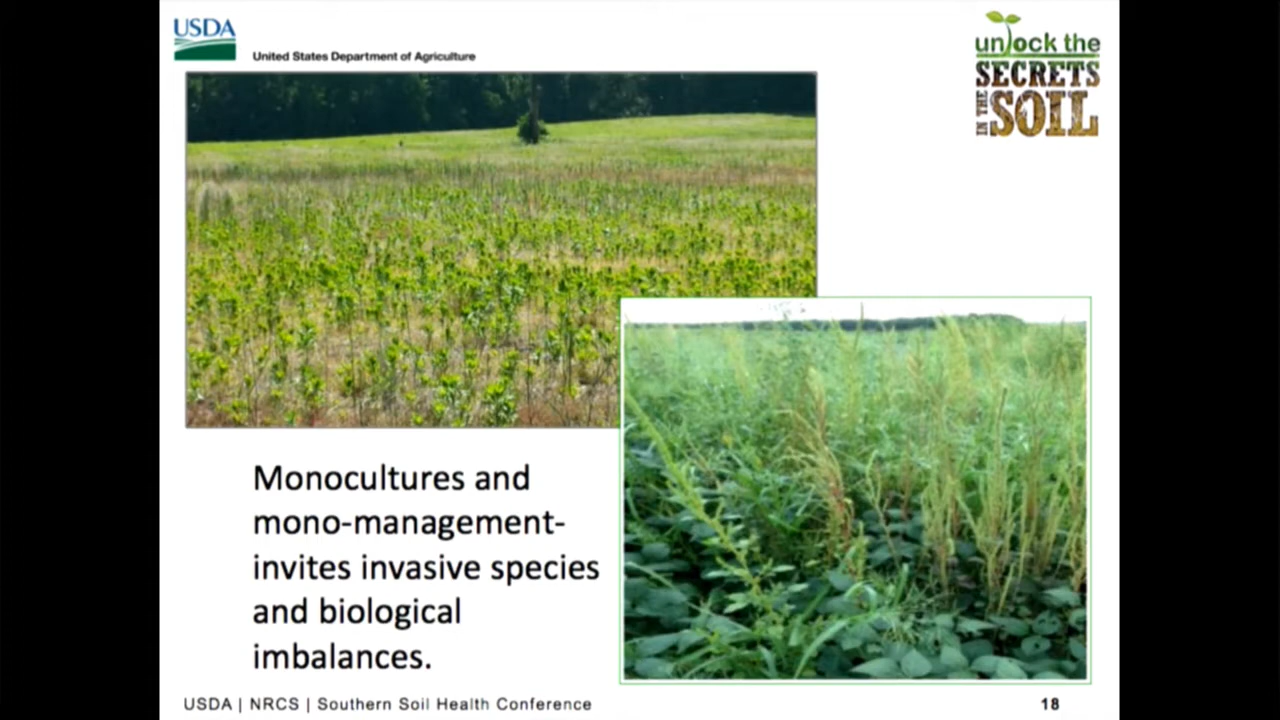 USDA
United States Department of Agriculture
unlock the
SECRETS
IN THE
SOIL
Monocultures and
mono-management-
invites invasive species
and biological
imbalances.
USDA | NRCS | Southern Soil Health Conference
18